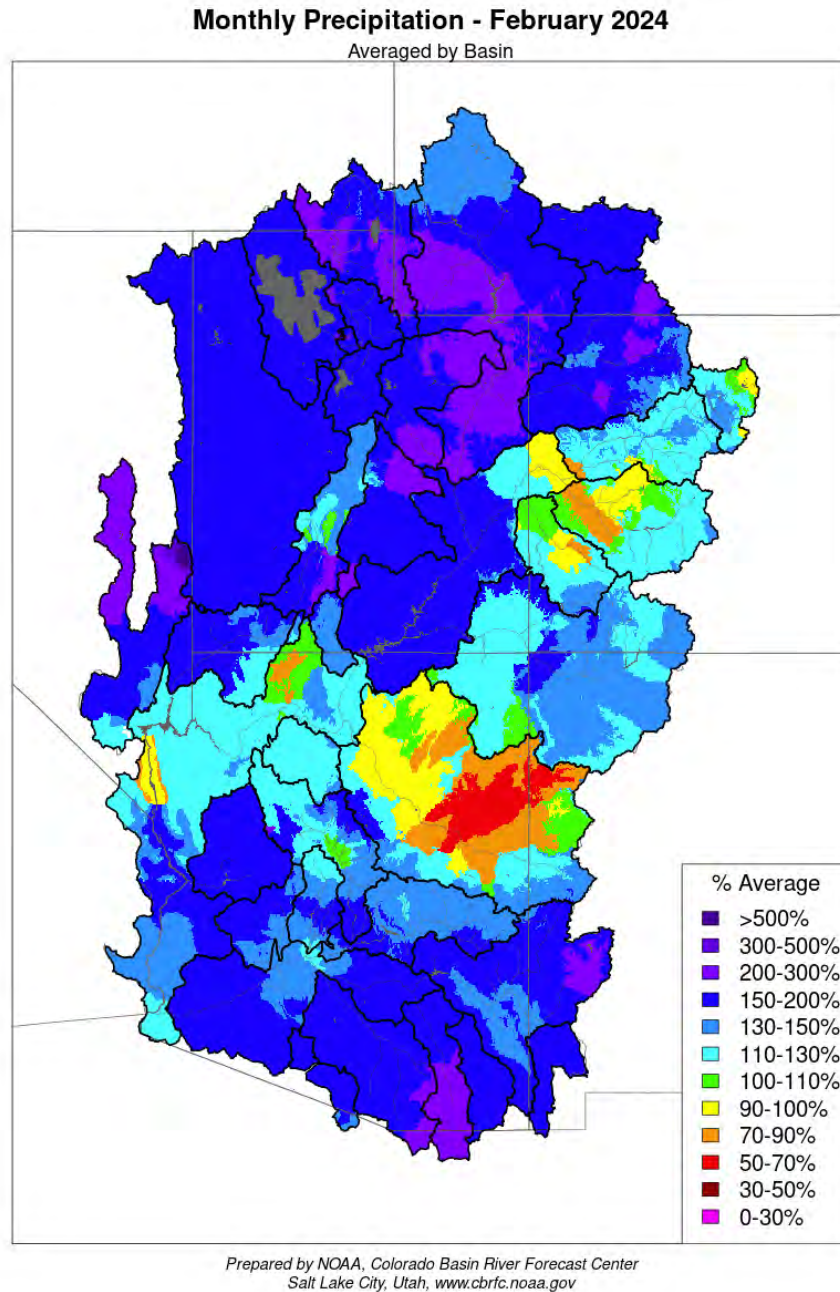 Monthly Precipitation - February 2024
Averaged by Basin
% Average
>500%
300-500%
200-300%
150-200%
130-150%
110-130%
100-110%
90-100%
70-90%
50-70%
30-50%
0-30%
Prepared by NOAA, Colorado Basin River Forecast Center
Salt Lake City, Utah, www.cbrfc.noaa.gov